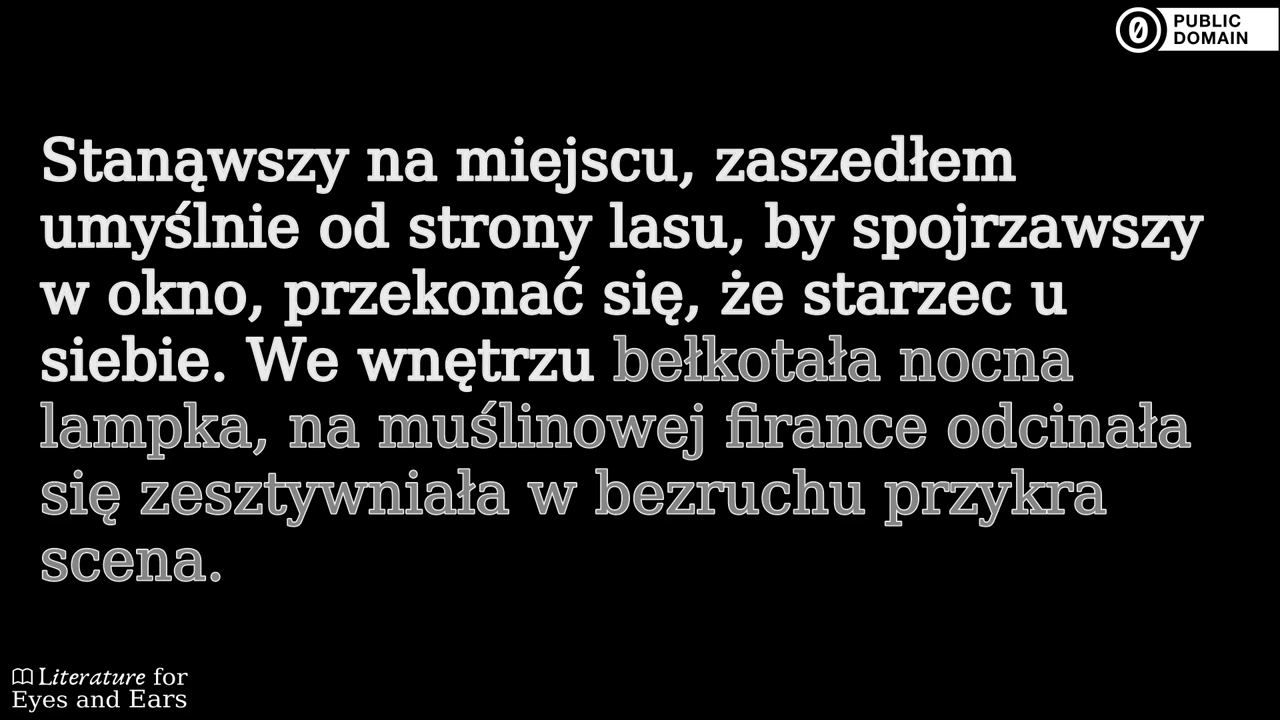 PUBLIC
DOMAIN
Stanąwszy na miejscu, zaszedłem
umyślnie od strony lasu, by spojrzawszy
w okno, przekonać się, że starzec u
siebie. We wnętrzu bełkotała nocna
lampka, na muślinowej firance odcinała
się zesztywniała w bezruchu przykra
scena.
Literature for
Eyes and Ears